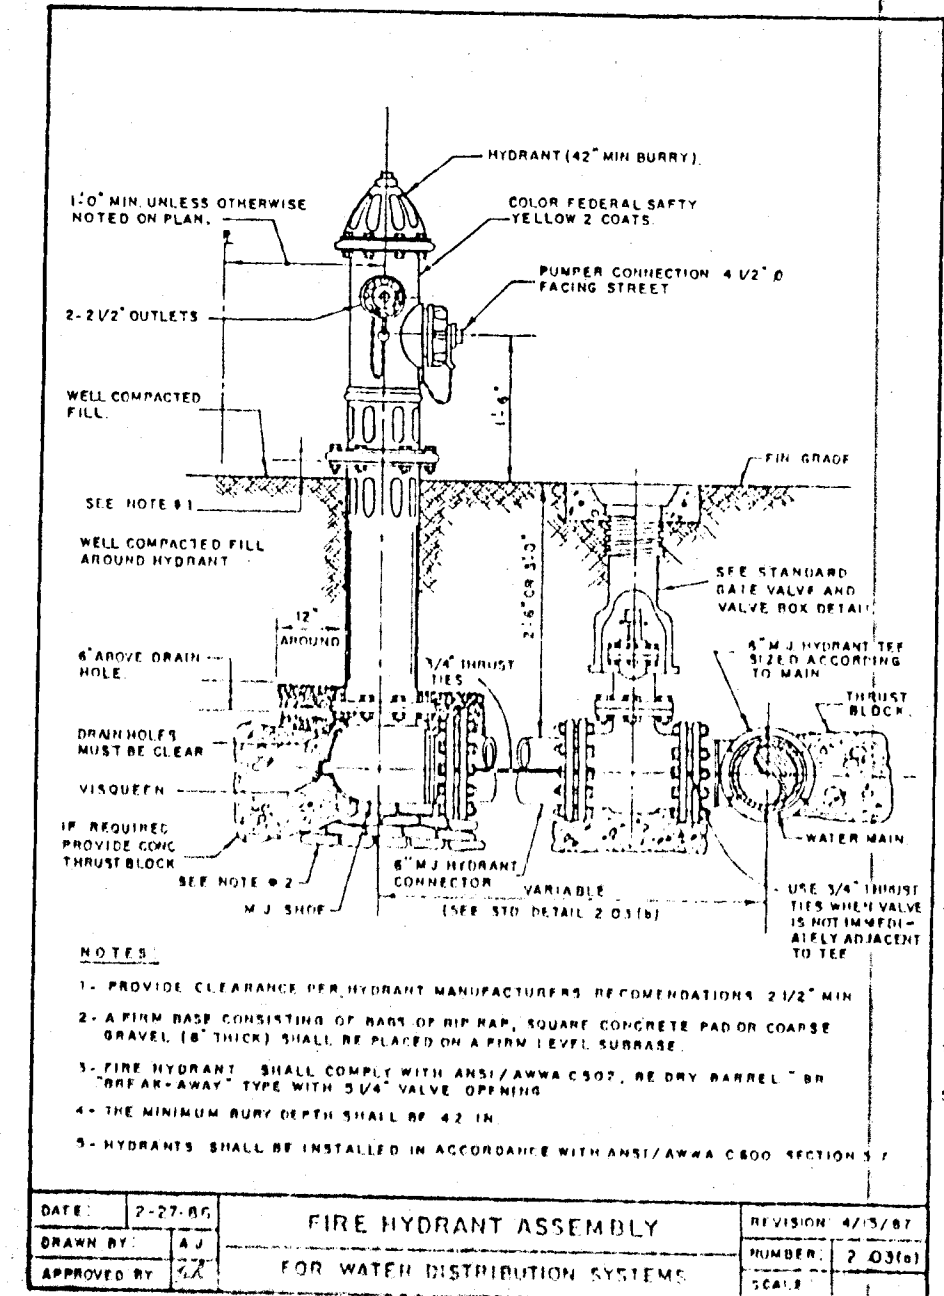 HYDRANT (42" MIN BURRY).
1'-0" MIN. UNLESS OTHERWISE
NOTED ON PLAN.
COLOR FEDERAL SAFTY
YELLOW 2 COATS.
PUMPER CONNECTION 4 1/2" Ø
FACING STREET
2-2 1/2" OUTLETS
WELL COMPACTED
FILL.
1'-6"
FIN GRADE
SEE NOTE #1
WELL COMPACTED FILL
AROUND HYDRANT
2'-6" OR 3'-0"
SEE STANDARD
GATE VALVE AND
VALVE BOX DETAIL
12"
AROUND
6" ABOVE DRAIN
HOLE.
3/4" THRUST
TIES
6" M.J. HYDRANT TEE
SIZED ACCORDING
TO MAIN
THRUST
BLOCK.
DRAIN HOLES
MUST BE CLEAR
VISQUEEN
IF REQUIRED
PROVIDE CONC
THRUST BLOCK
WATER MAIN
SEE NOTE #2
6" M.J. HYDRANT
CONNECTOR
M.J. SHOE
VARIABLE
(SEE STD. DETAIL 2.03(b)
USE 3/4" THRUST
TIES WHEN VALVE
IS NOT IMMEDI-
ATELY ADJACENT
TO TEE
NOTES:
1- PROVIDE CLEARANCE PER HYDRANT MANUFACTURERS RECOMENDATIONS 2 1/2" MIN
2- A FIRM BASE CONSISTING OF BAGS OF RIP RAP, SQUARE CONCRETE PAD OR COARSE
GRAVEL (6" THICK) SHALL BE PLACED ON A FIRM LEVEL SUBBASE.
3- FIRE HYDRANT SHALL COMPLY WITH ANSI/AWWA C502, BE DRY BARREL
"BREAK-AWAY" TYPE WITH 5 1/4" VALVE OPENING
4- THE MINIMUM BURY DEPTH SHALL BE 42 IN.
5- HYDRANTS SHALL BE INSTALLED IN ACCORDANCE WITH ANSI/AWWA C600 SECTION
DATE: 2-27-86
DRAWN BY: A J
APPROVED BY
FIRE HYDRANT ASSEMBLY
FOR WATER DISTRIBUTION SYSTEMS
REVISION: 4/15/87
NUMBER: 2.03(a)
SCALE